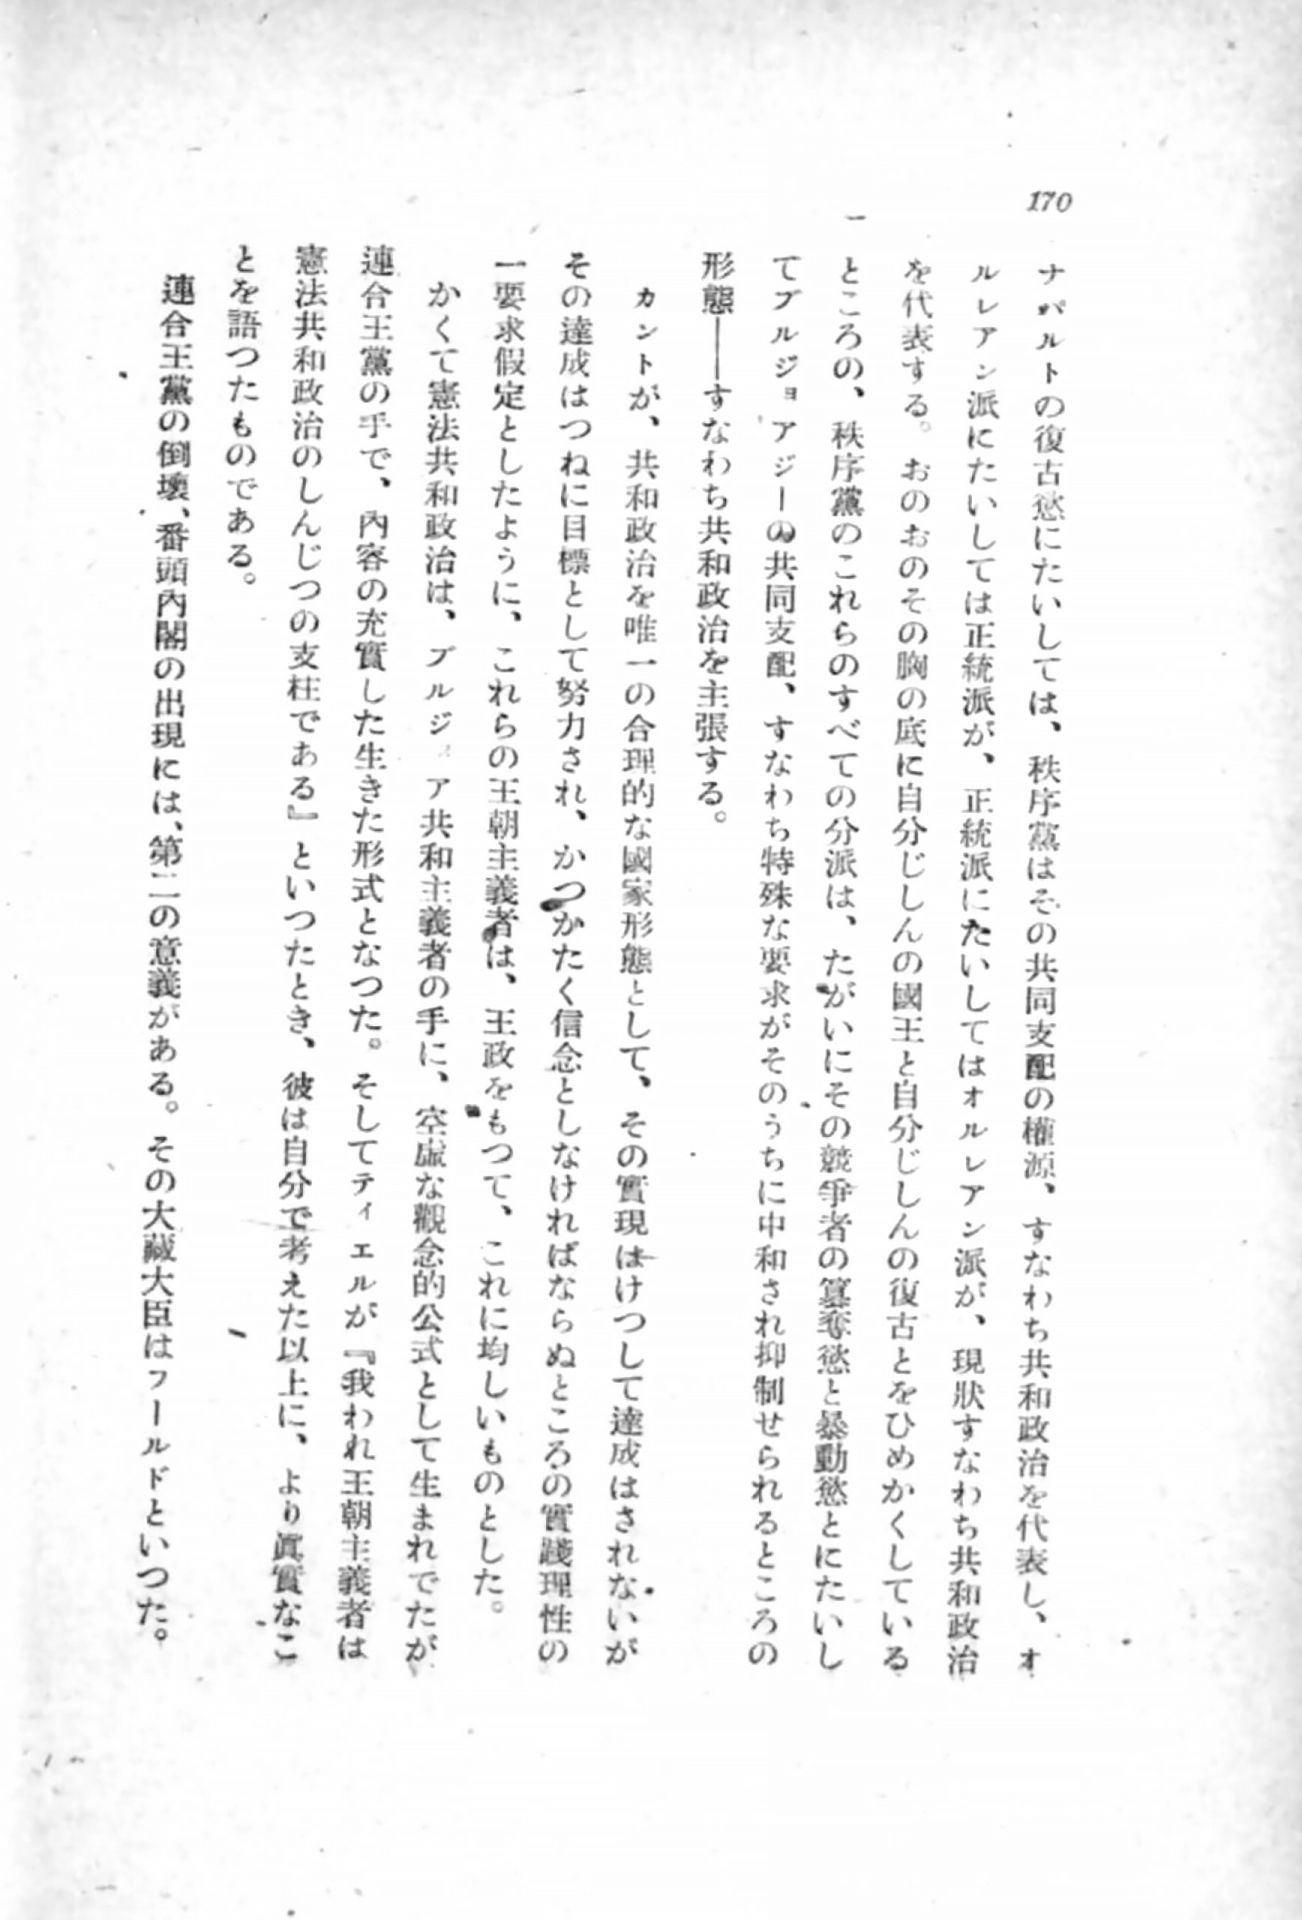 170
ナパルトの復古慾にたいしては、秩序黨はその共同支配の權源、すなわち共和政治を代表し、オ
ルレアン派にたいしては正統派が、正統派にたいしてはオルレアン派が、現狀すなわち共和政治
を代表する。おのおのその胸の底に自分じしんの國王と自分じしんの復古とをひめかくしている
ところの、秩序黨のこれらのすべての分派は、たがいにその競爭者の簒奪慾と暴動慾とにたいし
てブルジョアジーの共同支配、すなわち特殊な要求がそのうちに中和され抑制せられるところの
形態――すなわち共和政治を主張する。
カントが、共和政治を唯一の合理的な國家形態として、その實現はけつして達成はされないが
その達成はつねに目標として努力され、かつかたく信念としなければならぬところの實踐理性の
一要求假定としたように、これらの王朝主義者は、王政をもつて、これに均しいものとした。
かくて憲法共和政治は、ブルジョア共和主義者の手に、空虛な觀念的公式として生まれでたが
連合王黨の手で、內容の充實した生きた形式となつた。そしてティエルが『我われ王朝主義者は
憲法共和政治のしんじつの支柱である』といつたとき、彼は自分で考えた以上に、より眞實なこ
とを語つたものである。
連合王黨の倒壞、番頭內閣の出現には、第二の意義がある。その大藏大臣はフールドといつた。